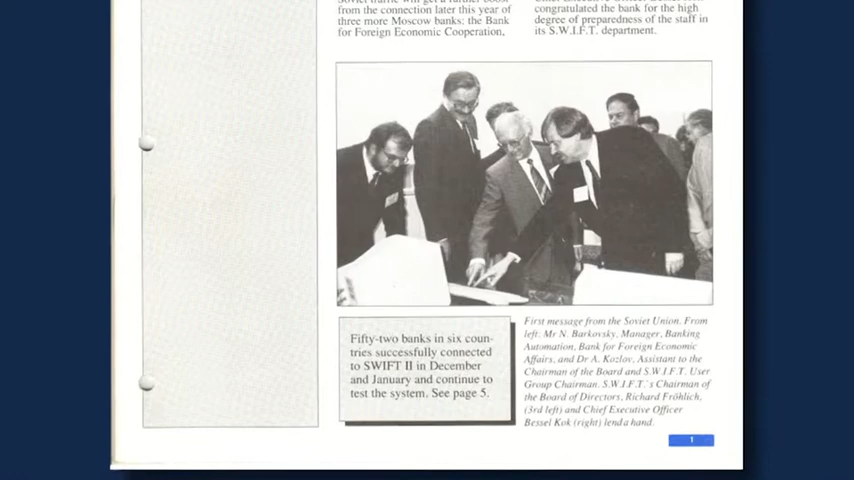 from the connection later this year of
three more Moscow banks: the Bank
for Foreign Economic Cooperation,
congratulated the bank for the high
degree of preparedness of the staff in
its S.W.I.F.T. department.
Fifty-two banks in six coun-
tries successfully connected
to SWIFT II in December
and January and continue to
test the system. See page 5.
First message from the Soviet Union. From
left. Mr N. Barkovsky, Manager, Banking
Automation, Bank for Foreign Economic
Affairs, and Dr A. Kozlov, Assistant to the
Chairman of the Board and S.W.I.F.T. User
Group Chairman. S.W.I.F.T.'s Chairman of
the Board of Directors, Richard Fröhlich,
(3rd left) and Chief Executive Officer
Bessel Kok (right) lend a hand.
1